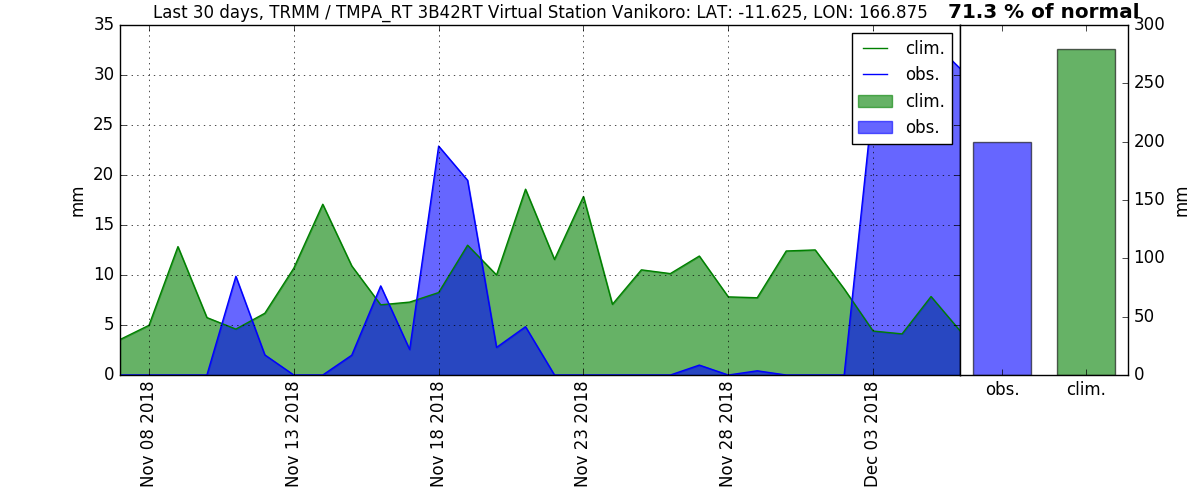 Last 30 days, TRMM / TMPA_RT 3B42RT Virtual Station Vanikoro: LAT: -11.625, LON: 166.875
71.3 % of normal
35
30
25
20
15
10
5
0
mm
clim.
obs.
clim.
obs.
Nov 08 2018
Nov 13 2018
Nov 18 2018
Nov 23 2018
Nov 28 2018
Dec 03 2018
300
250
200
150
100
50
0
mm
obs.
clim.